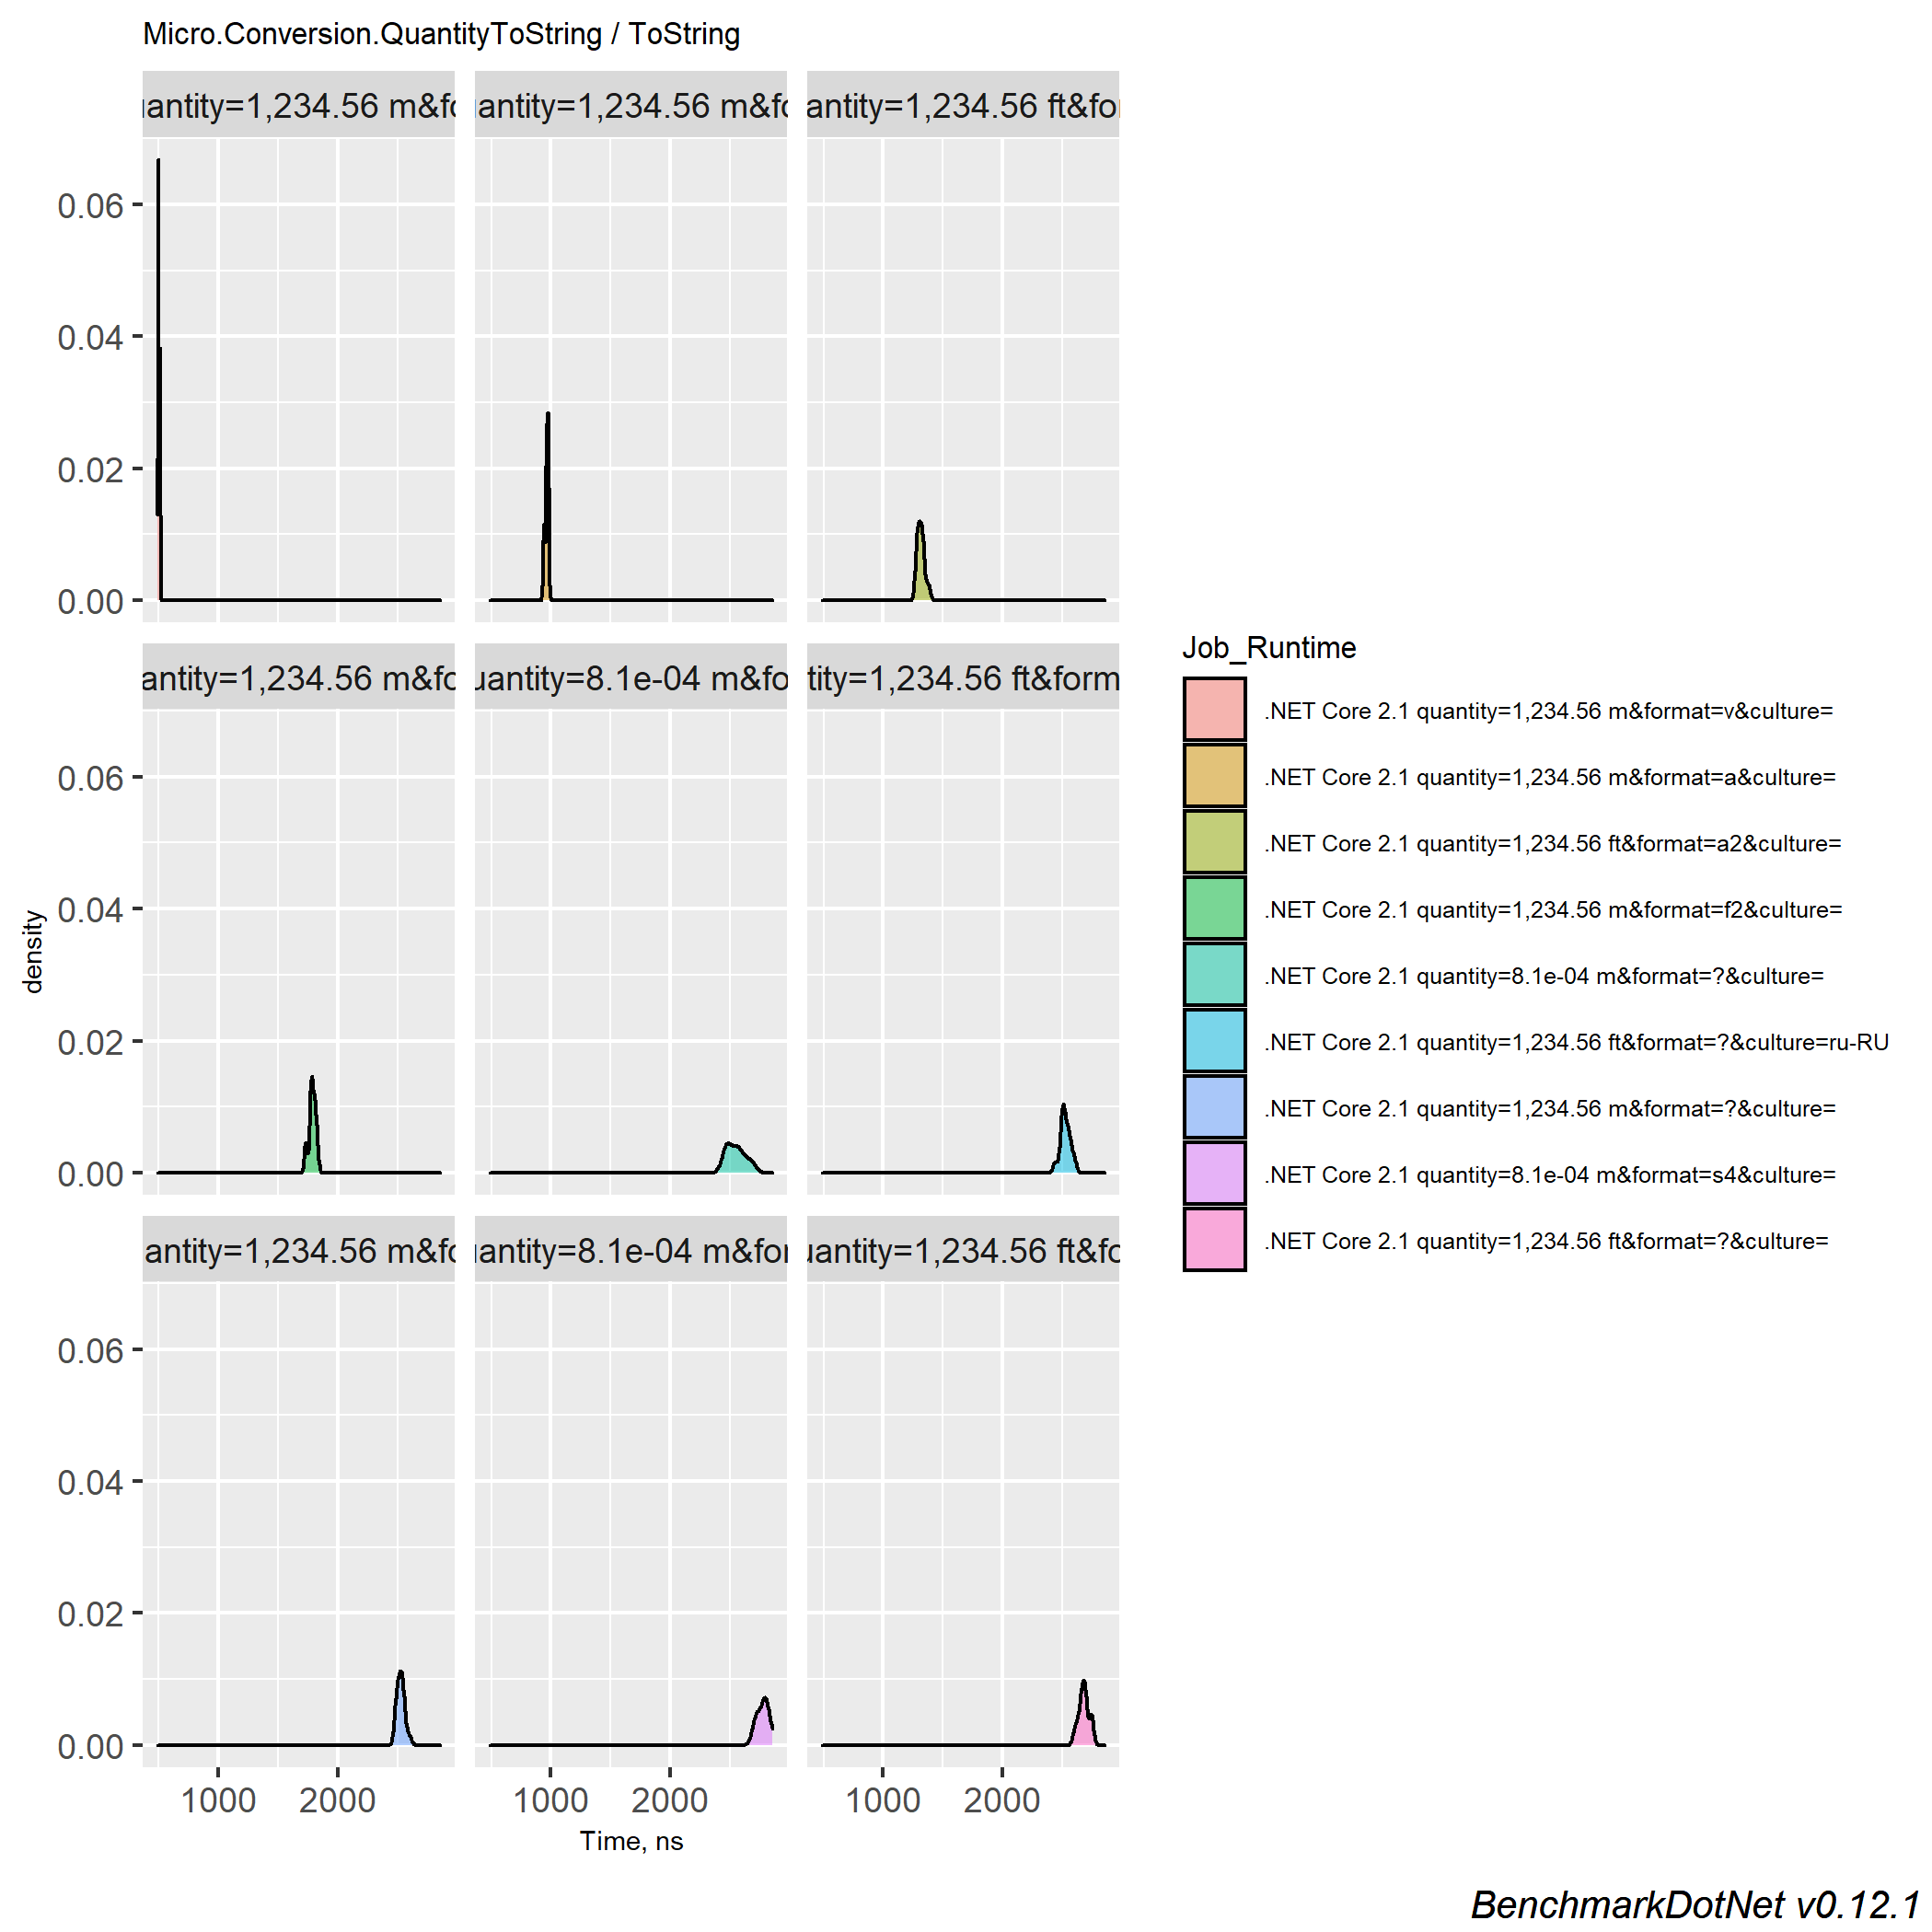 Micro.Conversion.QuantityToString / ToString
uantity=1,234.56 m&fo
uantity=1,234.56 m&fo
antity=1,234.56 ft&for
0.06
0.04
0.02
0.00
antity=1,234.56 m&fo
uantity=8.1e-04 m&fo
tity=1,234.56 ft&form
0.06
0.04
0.02
0.00
antity=1,234.56 m&fo
uantity=8.1e-04 m&for
uantity=1,234.56 ft&fo
0.06
0.04
0.02
0.00
1000 2000
1000 2000
1000 2000
Time, ns
density
Job_Runtime
.NET Core 2.1 quantity=1,234.56 m&format=v&culture=
.NET Core 2.1 quantity=1,234.56 m&format=a&culture=
.NET Core 2.1 quantity=1,234.56 ft&format=a2&culture=
.NET Core 2.1 quantity=1,234.56 m&format=f2&culture=
.NET Core 2.1 quantity=8.1e-04 m&format=?&culture=
.NET Core 2.1 quantity=1,234.56 ft&format=?&culture=ru-RU
.NET Core 2.1 quantity=1,234.56 m&format=?&culture=
.NET Core 2.1 quantity=8.1e-04 m&format=s4&culture=
.NET Core 2.1 quantity=1,234.56 ft&format=?&culture=
BenchmarkDotNet v0.12.1